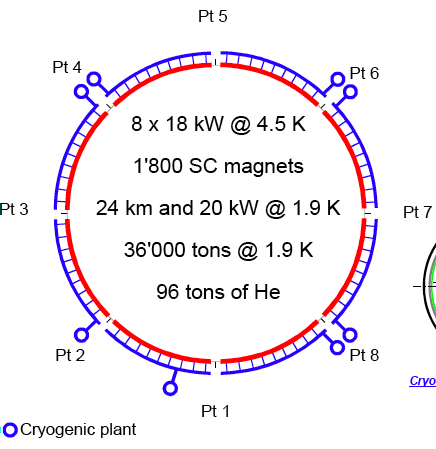 Pt 5
Pt 4
Pt 6
8 x 18 kW @ 4.5 K
1'800 SC magnets
Pt 3
24 km and 20 kW @ 1.9 K
Pt 7
36'000 tons @ 1.9 K
96 tons of He
Pt 2
Pt 8
Cryo
Pt 1
Cryogenic plant